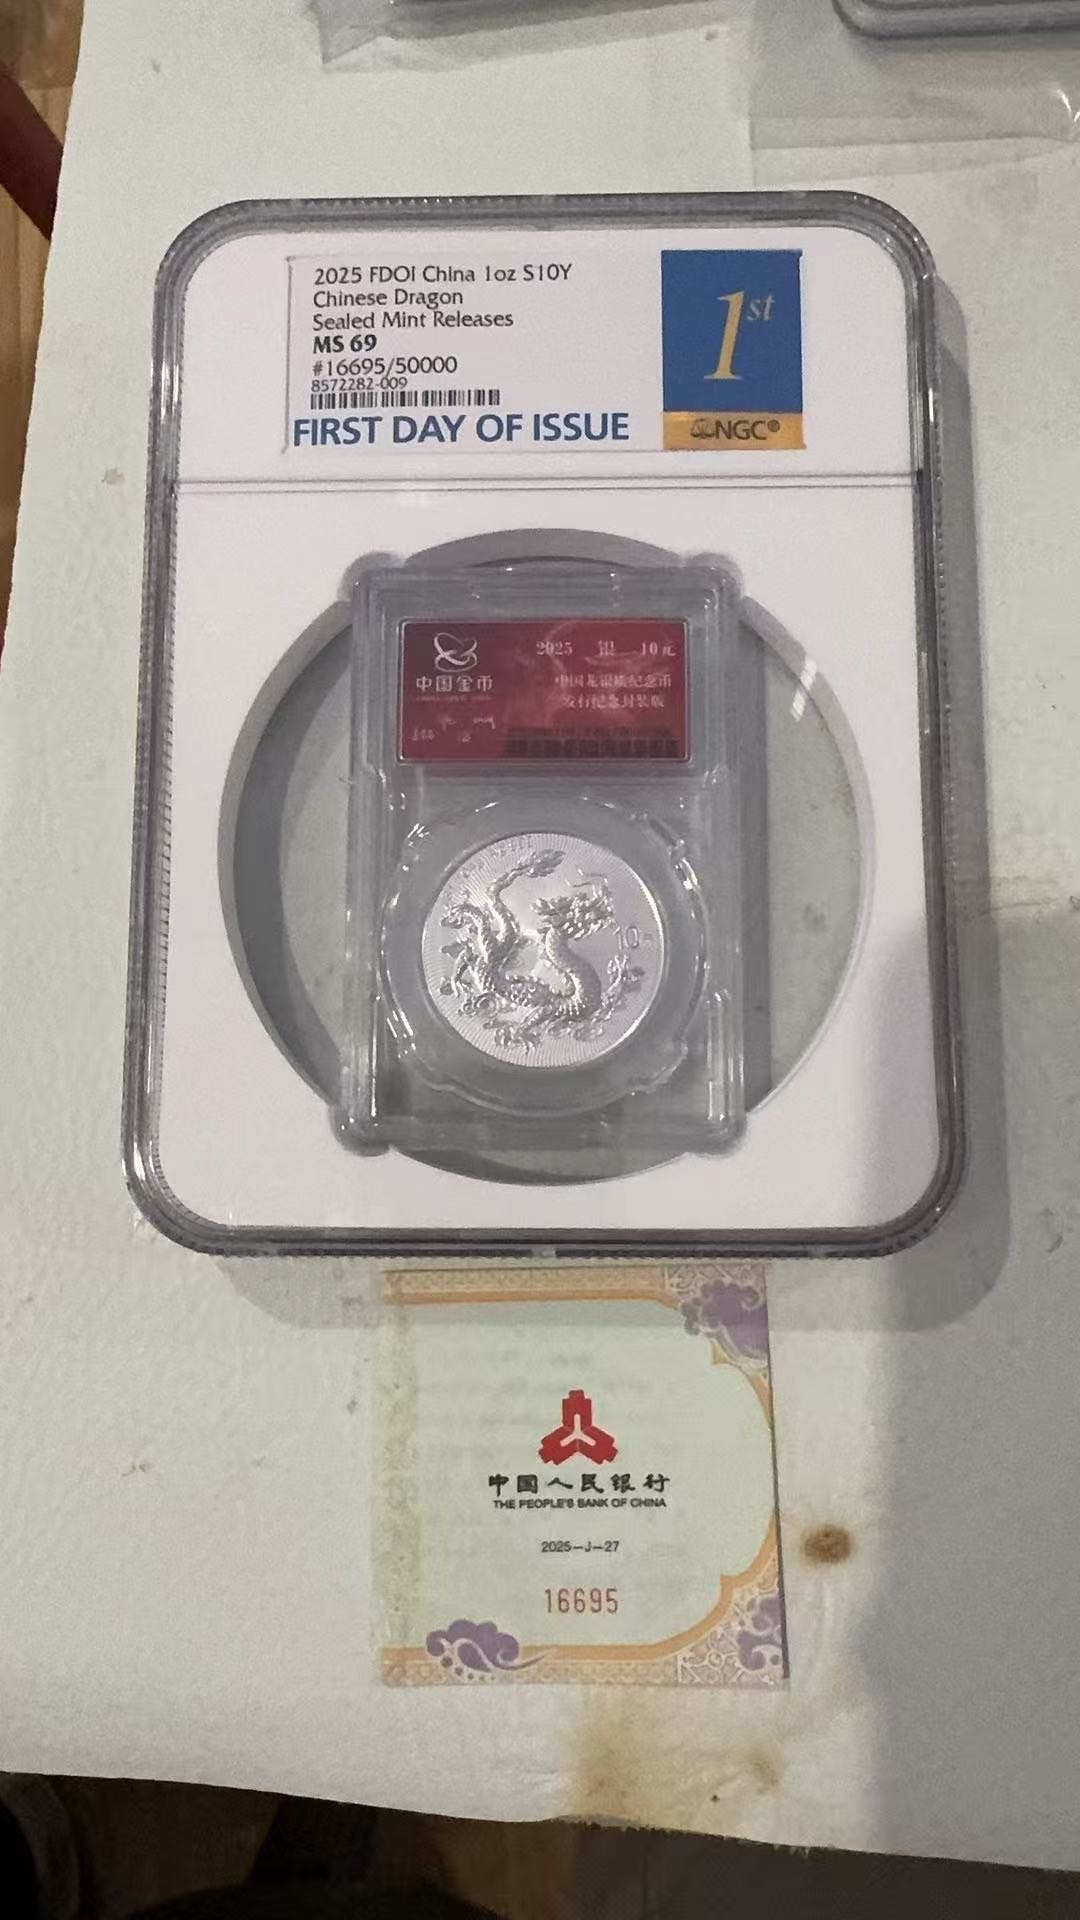 2025 FDOI China 1oz S10Y
Chinese Dragon
Sealed Mint Releases
MS 69
#16695/50000
8572282-009
FIRST DAY OF ISSUE
1st
NGC®
中国金币
2025 银 10元
中国龙银质纪念币
发行纪念封装版
10元
中国人民银行
THE PEOPLE'S BANK OF CHINA
2025-J-27
16695